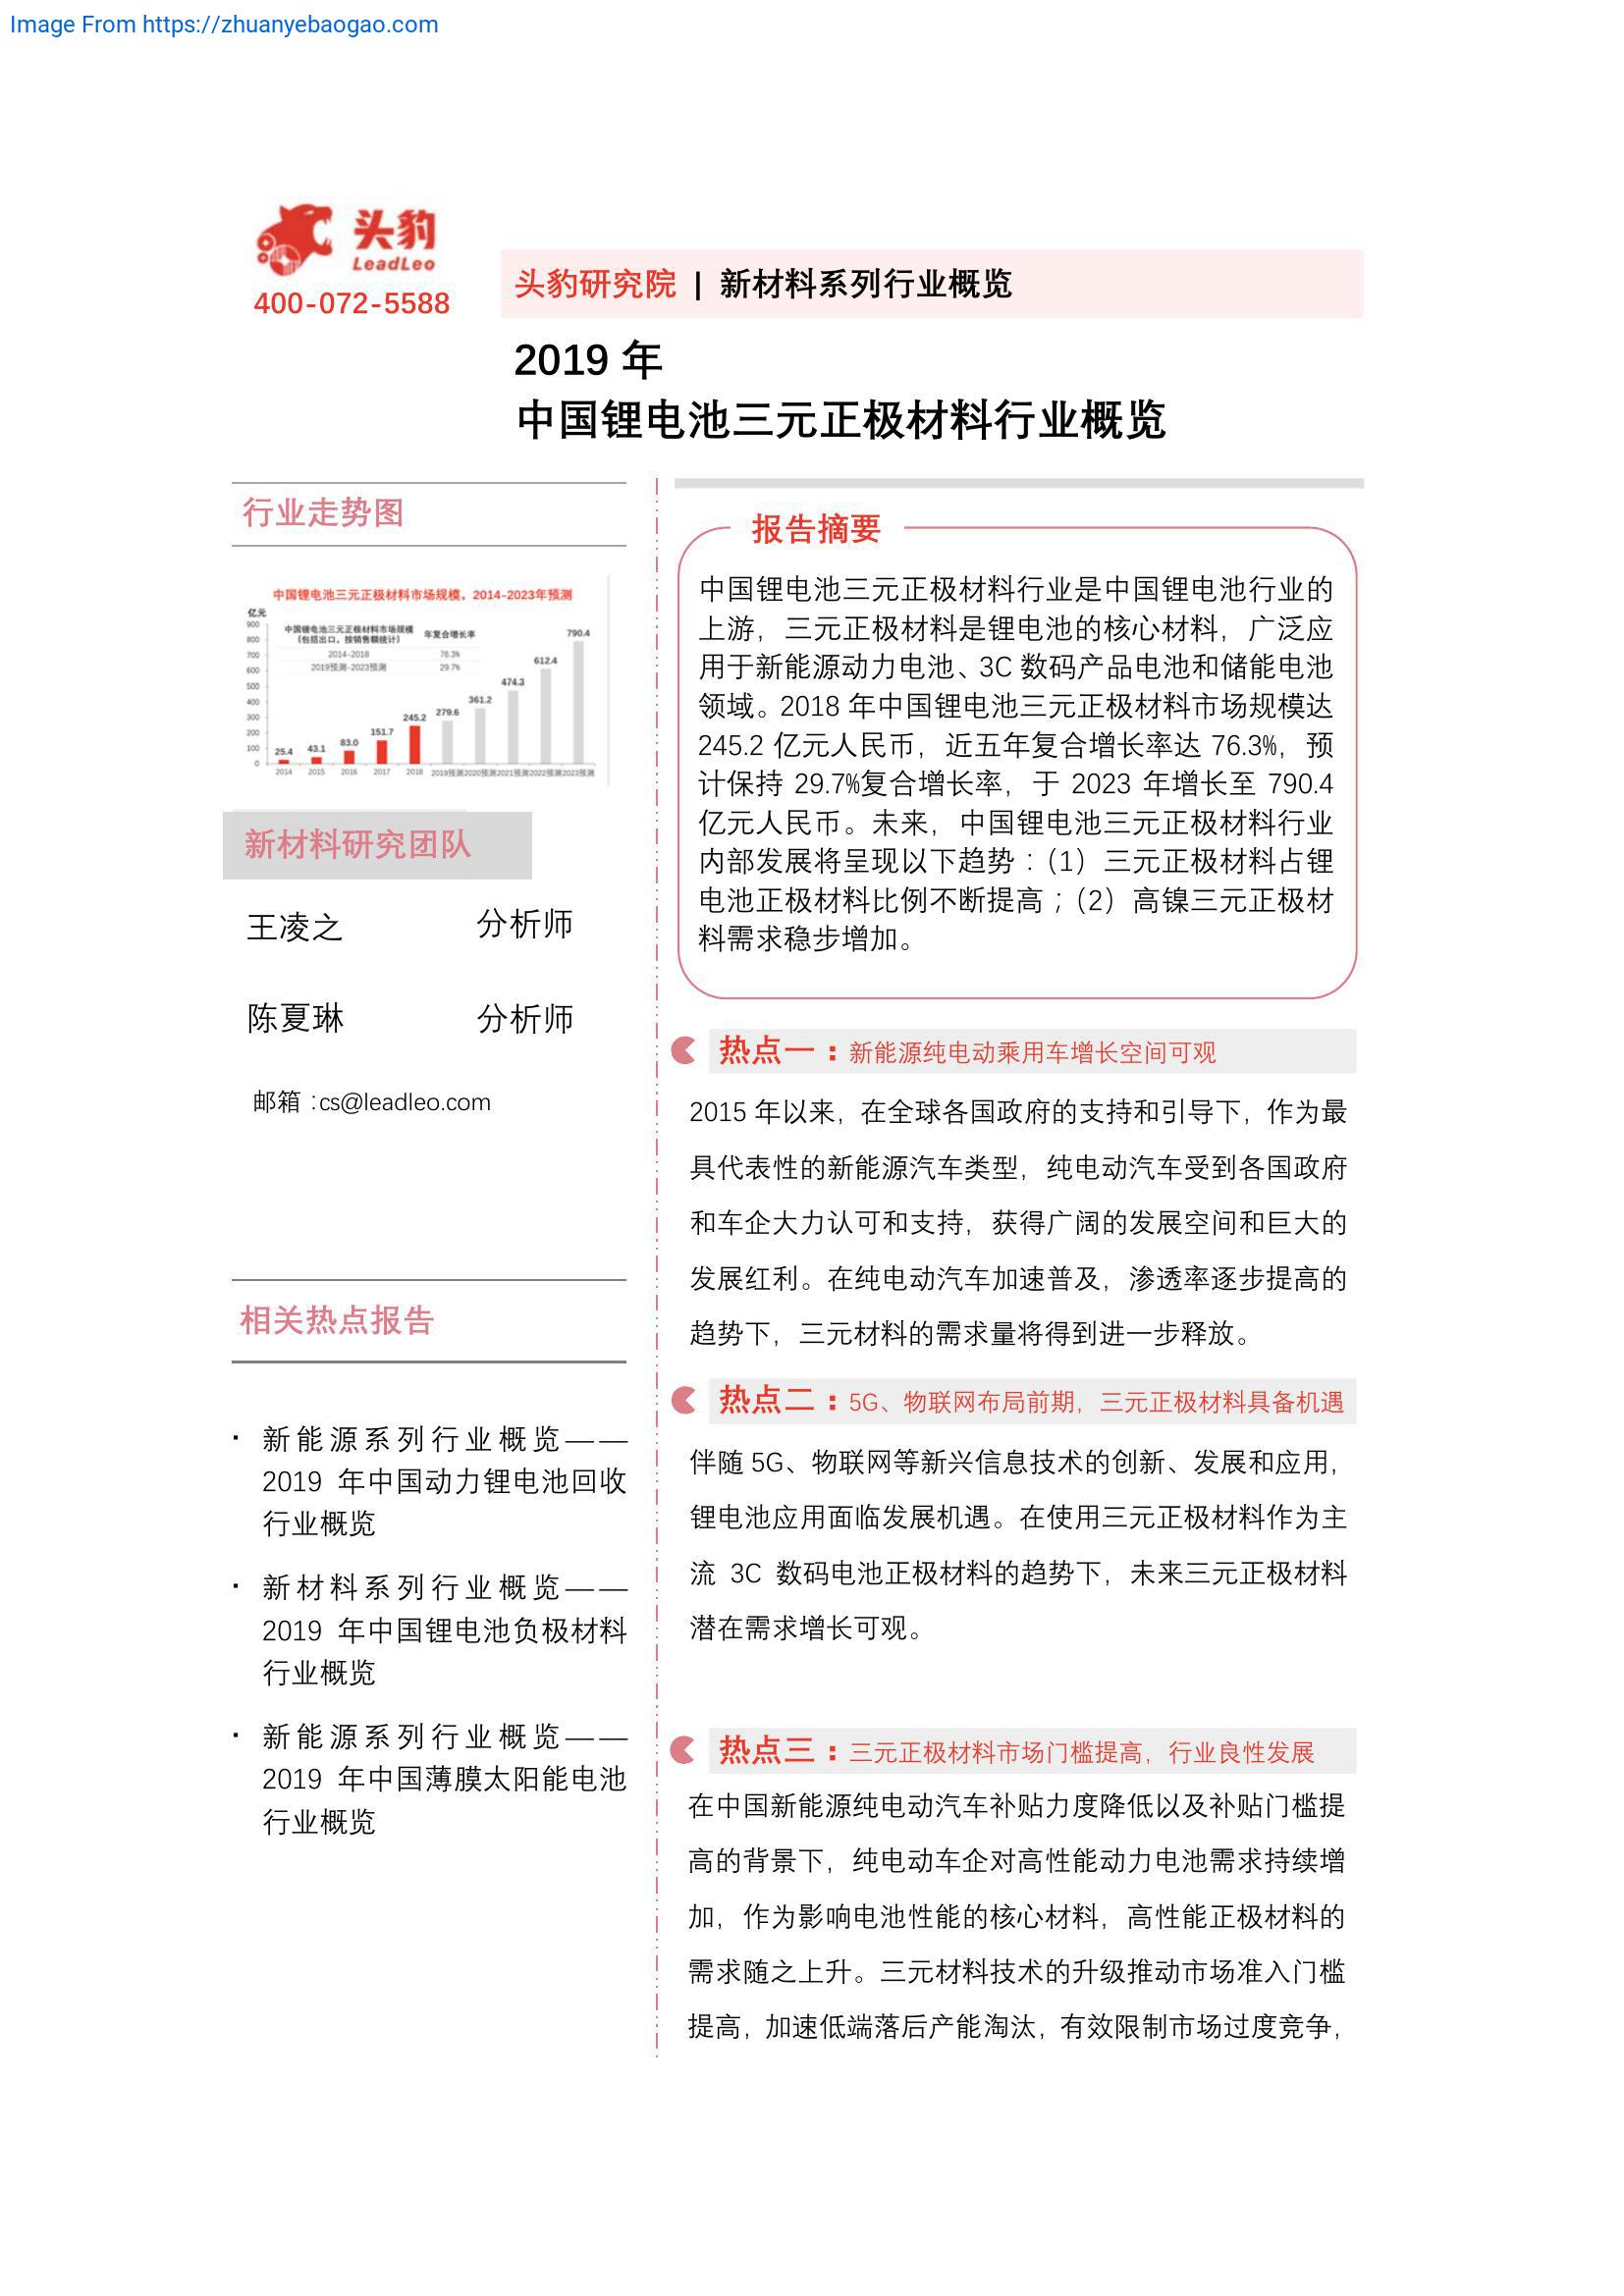 Image From https://zhuanyebaogao.com
头豹
LeadLeo
400-072-5588
头豹研究院 | 新材料系列行业概览
2019 年
中国锂电池三元正极材料行业概览
行业走势图
中国锂电池三元正极材料市场规模，2014-2023年预测
亿元
中国锂电池三元正极材料市场规模
（包括出口，按销售额统计）
年复合增长率
2014-2018 76.3%
2019预测-2023预测 29.7%
900
800
700
600
500
400
300
200
100
0
25.4 43.1 83.0 151.7 245.2 279.6 361.2 474.3 612.4 790.4
2014 2015 2016 2017 2018 2019预测 2020预测 2021预测 2022预测 2023预测
新材料研究团队
王凌之 分析师
陈夏琳 分析师
邮箱：cs@leadleo.com
相关热点报告
· 新能源系列行业概览——
2019 年中国动力锂电池回收
行业概览
· 新材料系列行业概览——
2019 年中国锂电池负极材料
行业概览
· 新能源系列行业概览——
2019 年中国薄膜太阳能电池
行业概览
报告摘要
中国锂电池三元正极材料行业是中国锂电池行业的
上游，三元正极材料是锂电池的核心材料，广泛应
用于新能源动力电池、3C 数码产品电池和储能电池
领域。2018 年中国锂电池三元正极材料市场规模达
245.2 亿元人民币，近五年复合增长率达 76.3%，预
计保持 29.7%复合增长率，于 2023 年增长至 790.4
亿元人民币。未来，中国锂电池三元正极材料行业
内部发展将呈现以下趋势：（1）三元正极材料占锂
电池正极材料比例不断提高；（2）高镍三元正极材
料需求稳步增加。
热点一：新能源纯电动乘用车增长空间可观
2015 年以来，在全球各国政府的支持和引导下，作为最
具代表性的新能源汽车类型，纯电动汽车受到各国政府
和车企大力认可和支持，获得广阔的发展空间和巨大的
发展红利。在纯电动汽车加速普及，渗透率逐步提高的
趋势下，三元材料的需求量将得到进一步释放。
热点二：5G、物联网布局前期，三元正极材料具备机遇
伴随 5G、物联网等新兴信息技术的创新、发展和应用，
锂电池应用面临发展机遇。在使用三元正极材料作为主
流 3C 数码电池正极材料的趋势下，未来三元正极材料
潜在需求增长可观。
热点三：三元正极材料市场门槛提高，行业良性发展
在中国新能源纯电动汽车补贴力度降低以及补贴门槛提
高的背景下，纯电动车企对高性能动力电池需求持续增
加，作为影响电池性能的核心材料，高性能正极材料的
需求随之上升。三元材料技术的升级推动市场准入门槛
提高，加速低端落后产能淘汰，有效限制市场过度竞争，